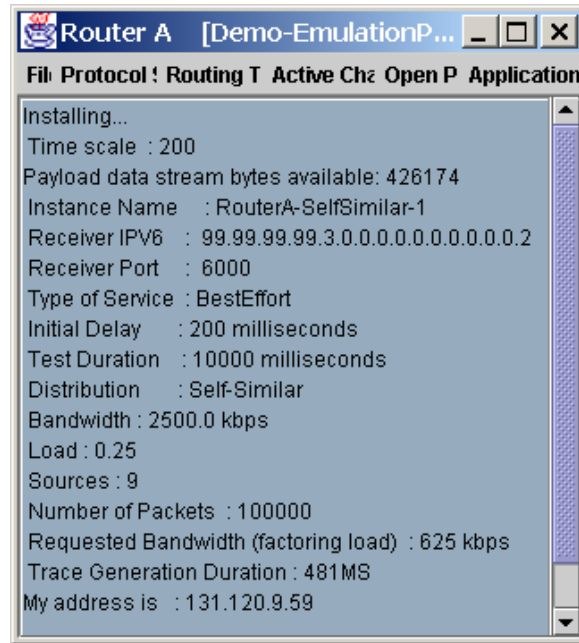 Router A [Demo-EmulationP...
Fil Protocol Routing T Active Cha Open P Application
Installing...
Time scale : 200
Payload data stream bytes available: 426174
Instance Name : RouterA-SelfSimilar-1
Receiver IPV6 : 99.99.99.99.3.0.0.0.0.0.0.0.0.0.0.2
Receiver Port : 6000
Type of Service : BestEffort
Initial Delay : 200 milliseconds
Test Duration : 10000 milliseconds
Distribution : Self-Similar
Bandwidth : 2500.0 kbps
Load : 0.25
Sources : 9
Number of Packets : 100000
Requested Bandwidth (factoring load) : 625 kbps
Trace Generation Duration : 481MS
My address is : 131.120.9.59